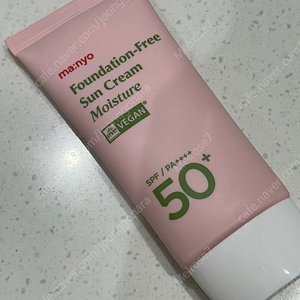 ma:nyo
Foundation-Free
Sun Cream
Moisture
VEGAN
SPF / PA++++
50+